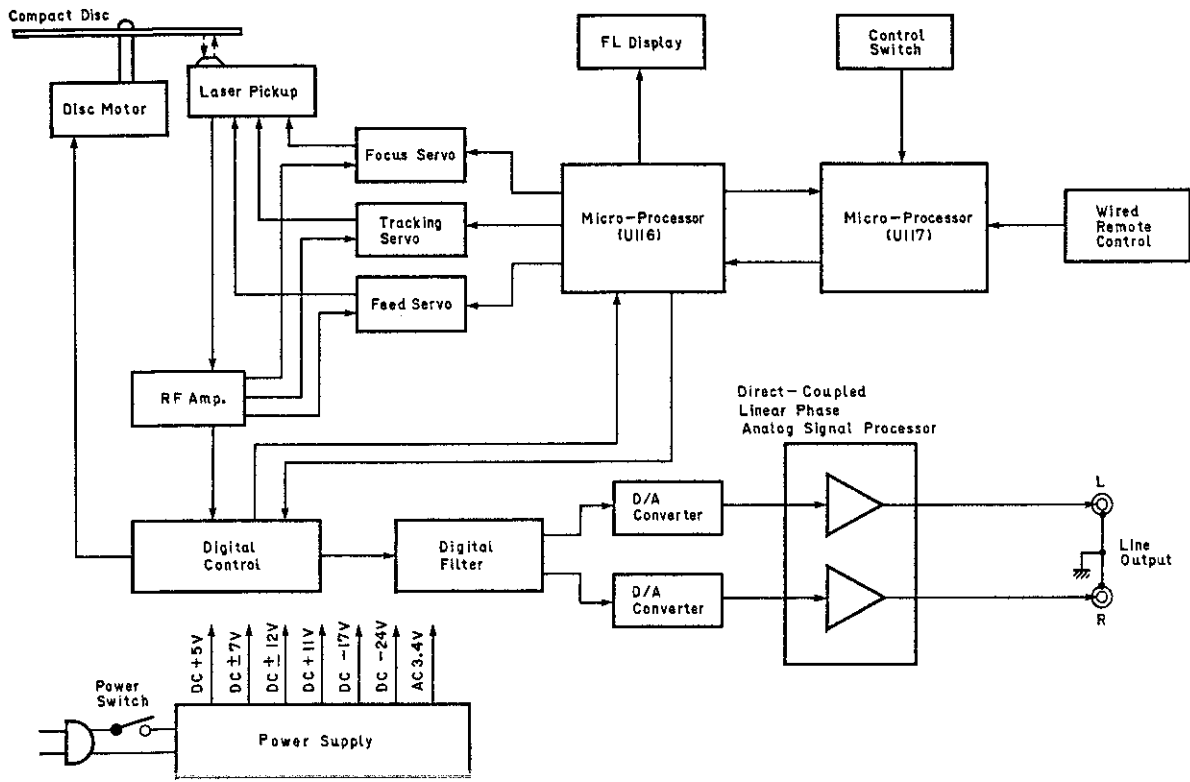 Compact Disc
Disc Motor
Laser Pickup
FL Display
Control
Switch
Focus Servo
Tracking
Servo
Feed Servo
Micro-Processor
(U116)
Micro-Processor
(U117)
Wired
Remote
Control
RF Amp.
Direct-Coupled
Linear Phase
Analog Signal Processor
Digital
Control
Digital
Filter
D/A
Converter
D/A
Converter
L
Line
Output
R
DC+5V
DC±7V
DC±12V
DC+11V
DC-17V
DC-24V
AC3.4V
Power
Switch
Power Supply